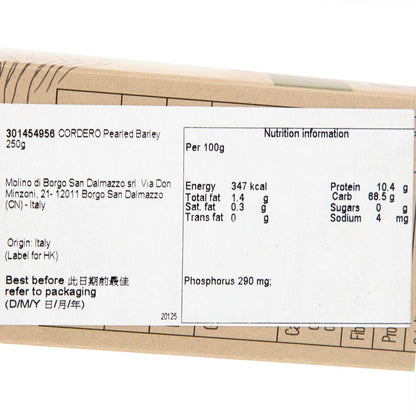 301454956 CORDERO Pearled Barley
250g
Molino di Borgo San Dalmazzo srl Via Don
Minzoni, 21- 12011 Borgo San Dalmazzo
(CN) - Italy
Origin: Italy
(Label for HK)
Best before 此日期前最佳
refer to packaging
(D/M/Y 日/月/年)
20125
Nutrition information
Per 100g
Energy 347 kcal Protein 10.4 g
Total fat 1.4 g Carb 68.5 g
Sat. fat 0.3 g Sugars 0 g
Trans fat 0 g Sodium 4 mg
Phosphorus 290 mg;